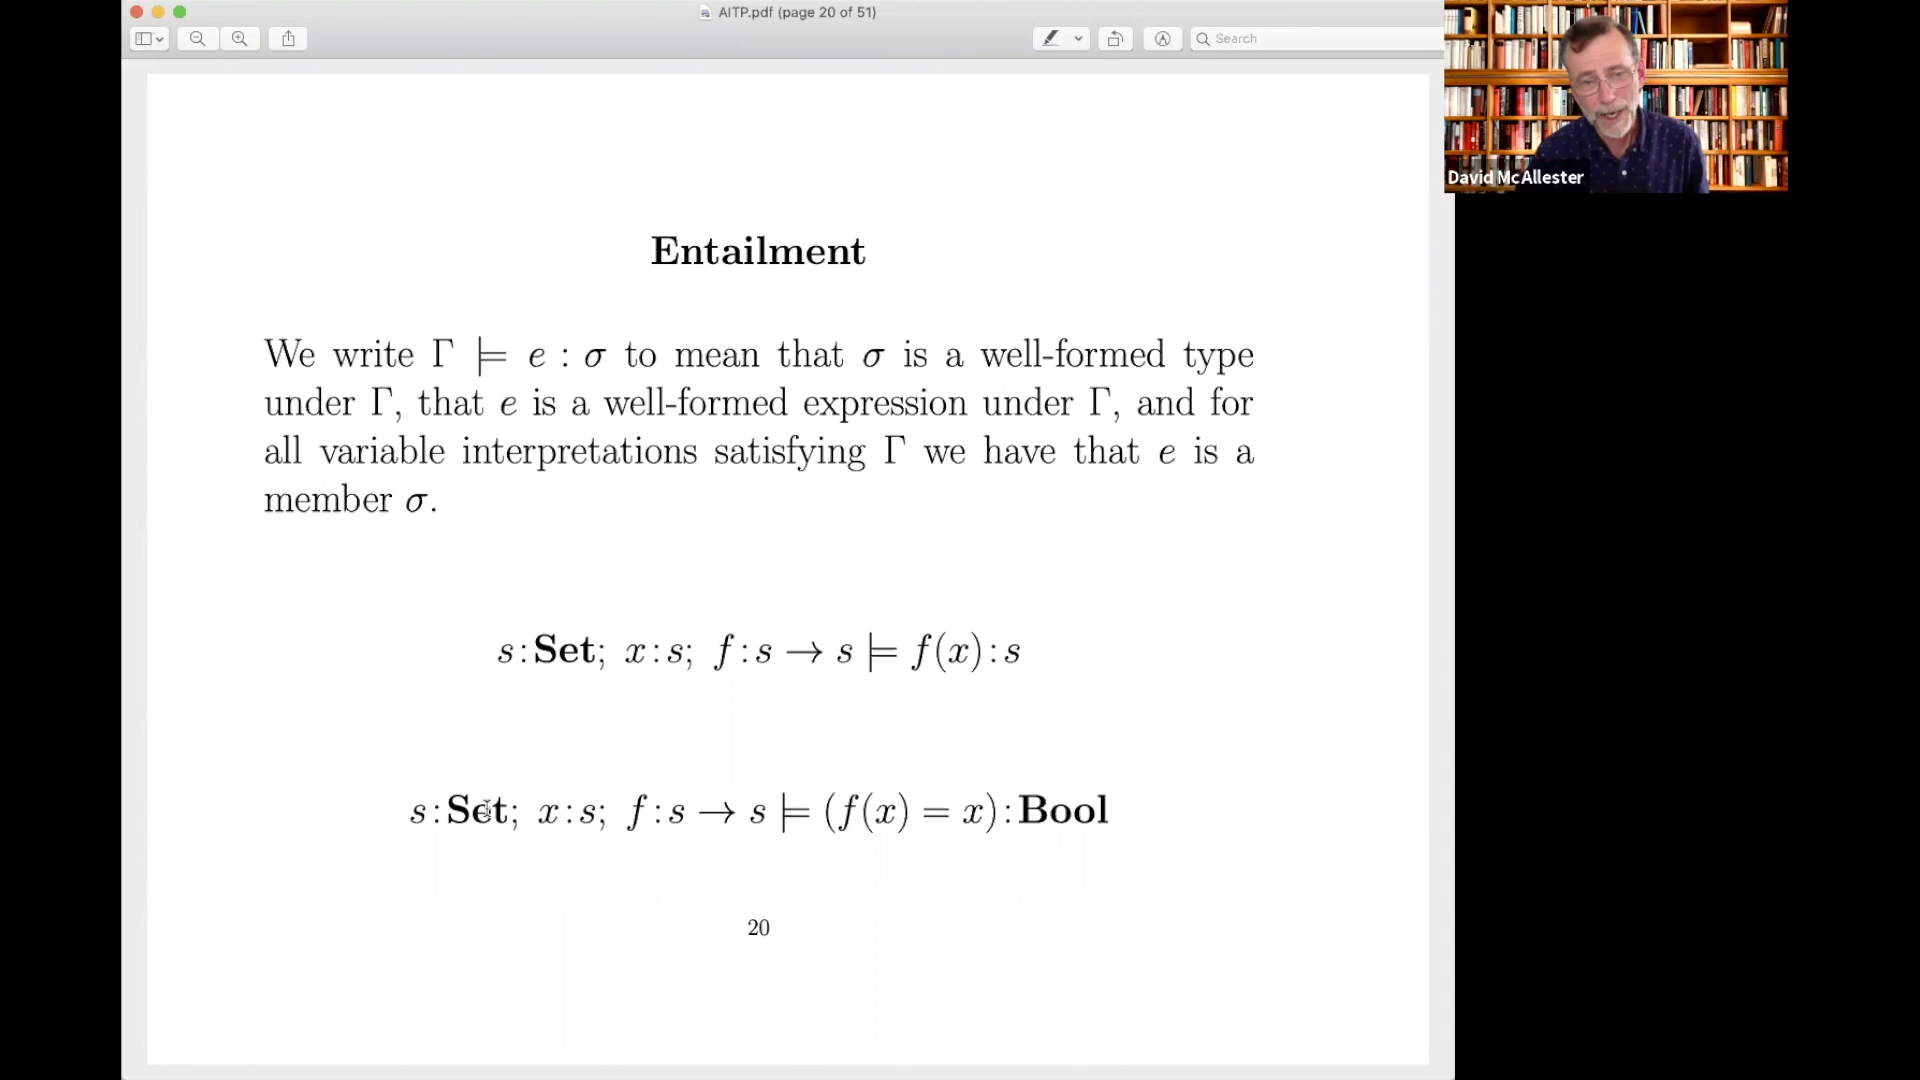 AITP.pdf (page 20 of 51)
Search
David McAllester
Entailment
We write Γ ⊨ e : σ to mean that σ is a well-formed type
under Γ, that e is a well-formed expression under Γ, and for
all variable interpretations satisfying Γ we have that e is a
member σ.
s : Set; x : s; f : s → s ⊨ f(x) : s
s : Set; x : s; f : s → s ⊨ (f(x) = x) : Bool
20